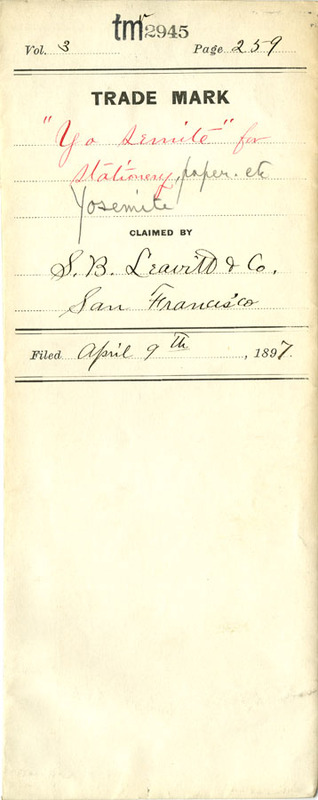 tm 2945
Vol. 3 Page 259
TRADE MARK
"Yo semite" for
stationery, paper. etc
Yosemite
CLAIMED BY
S. B. Leavitt & Co.
San Francisco
Filed April 9th, 1897.